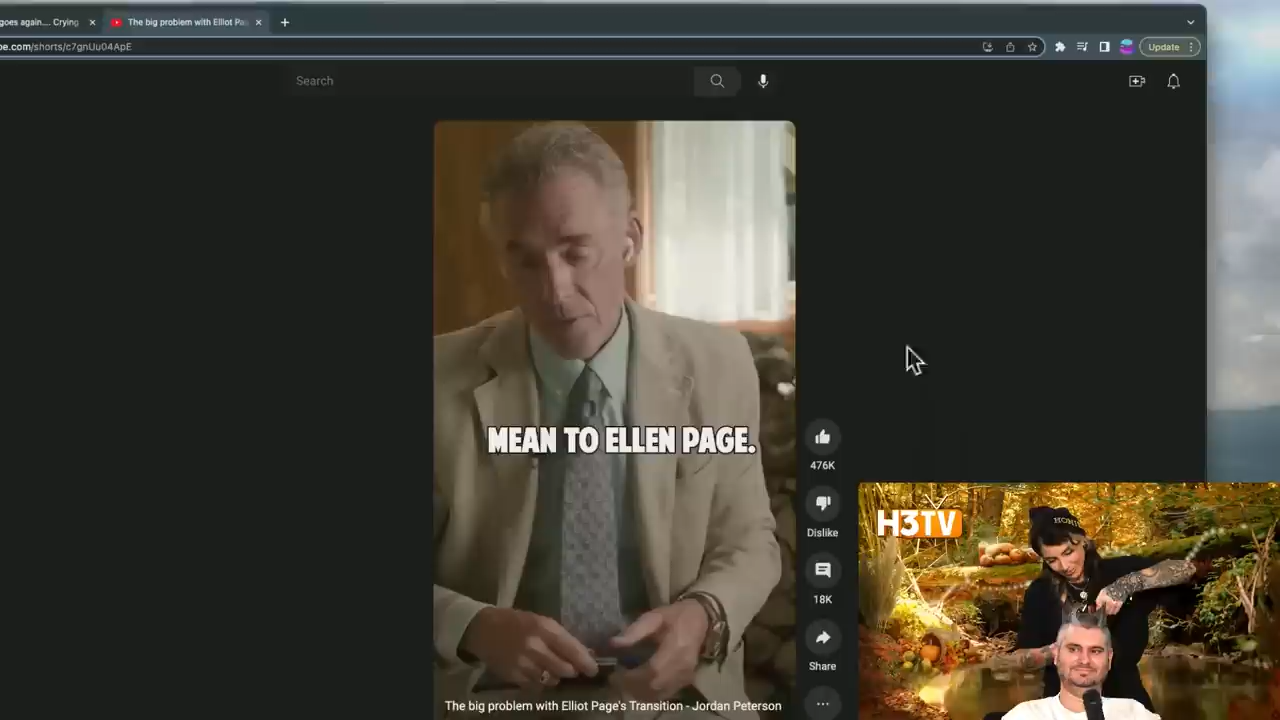 goes again.... Crying
The big problem with Elliot Pa
be.com/shorts/c7gnUu04ApE
Update
Search
MEAN TO ELLEN PAGE.
476K
Dislike
18K
Share
The big problem with Elliot Page's Transition - Jordan Peterson
H3TV